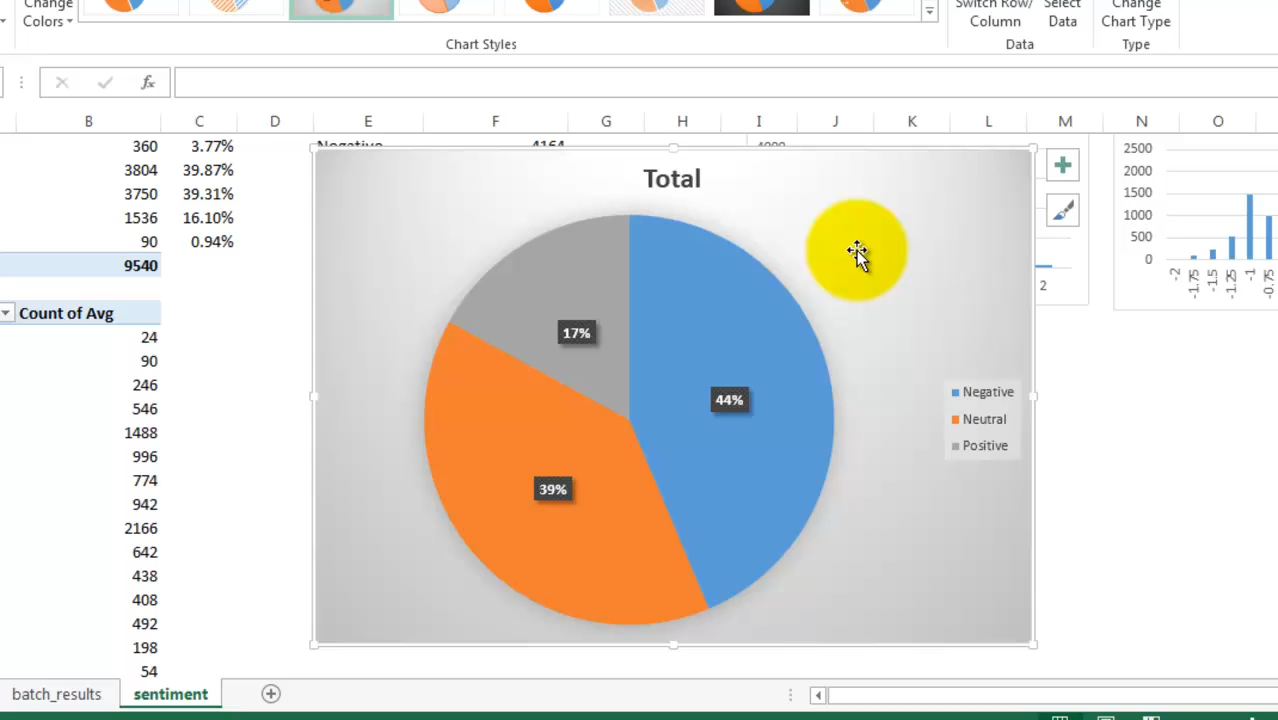 Change
Colors
Switch Row/
Column
Select
Data
Change
Chart Type
Chart Styles
Data
Type
fx
B C D E F G H I J K L M N O
360 3.77%
3804 39.87%
3750 39.31%
1536 16.10%
90 0.94%
9540
Count of Avg
24
90
246
546
1488
996
774
942
2166
642
438
408
492
198
54
Negative 4164
Total
17%
44%
39%
Negative
Neutral
Positive
2
2500
2000
1500
1000
500
0
-2
-1.75
-1.5
-1.25
-1
-0.75
batch_results
sentiment